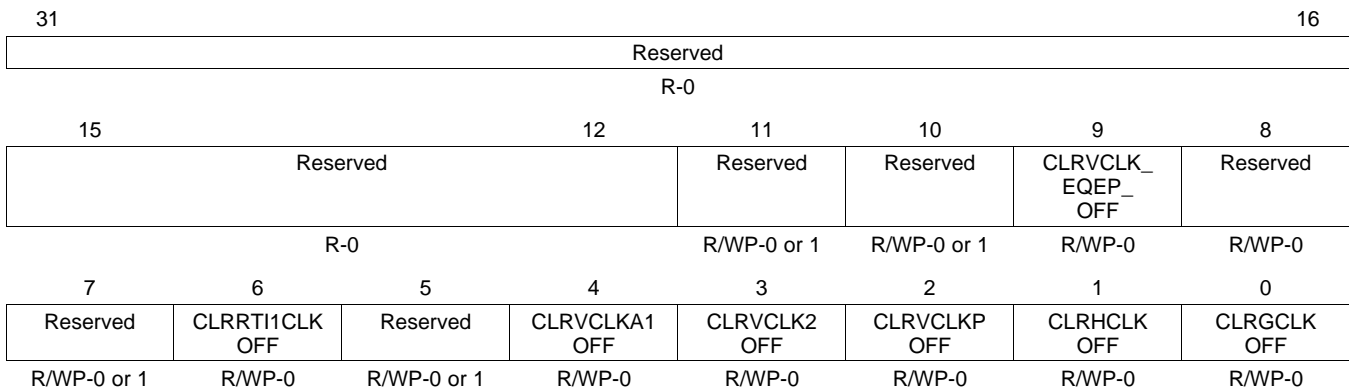 31 16
Reserved
R-0
15 12 11 10 9 8
Reserved Reserved Reserved CLRVCLK_ Reserved
EQEP_
OFF
R-0 R/WP-0 or 1 R/WP-0 or 1 R/WP-0 R/WP-0
7 6 5 4 3 2 1 0
Reserved CLRRTI1CLK Reserved CLRVCLKA1 CLRVCLK2 CLRVCLKP CLRHCLK CLRGCLK
OFF OFF OFF OFF OFF OFF
R/WP-0 or 1 R/WP-0 R/WP-0 or 1 R/WP-0 R/WP-0 R/WP-0 R/WP-0 R/WP-0